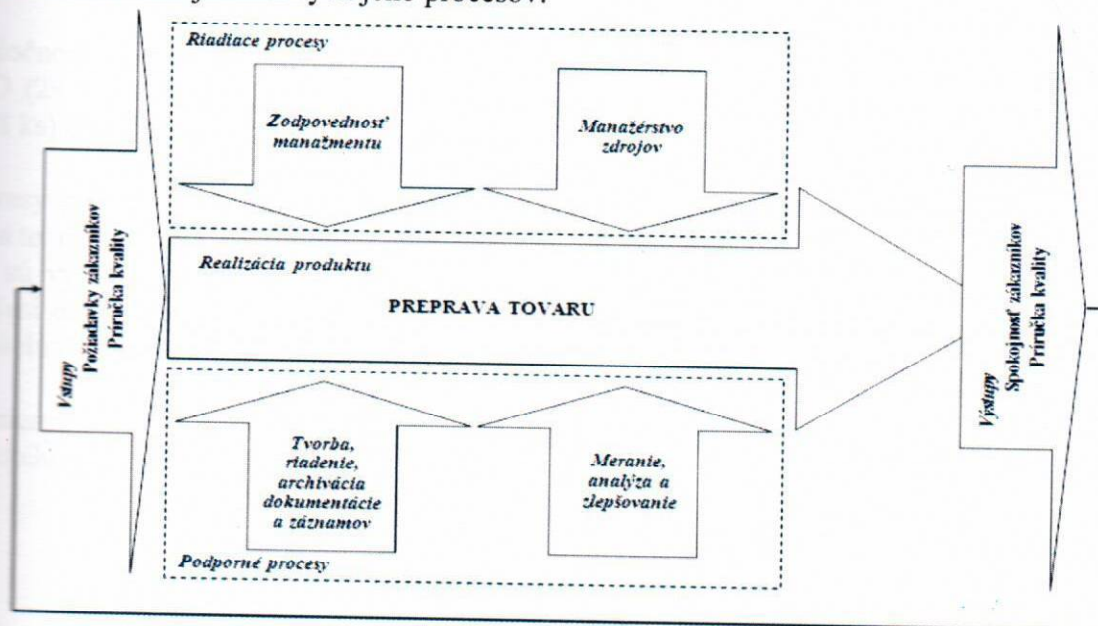 procesov.
Riadiace procesy
Zodpovednosť
manažmentu
Manažérstvo
zdrojov
Vstupy
Požiadavky zákazníkov
Príručka kvality
Realizácia produktu
PREPRAVA TOVARU
Výstupy
Spokojnosť zákazníkov
Príručka kvality
Tvorba,
riadenie,
archivácia
dokumentácie
a záznamov
Meranie,
analýza a
zlepšovanie
Podporné procesy